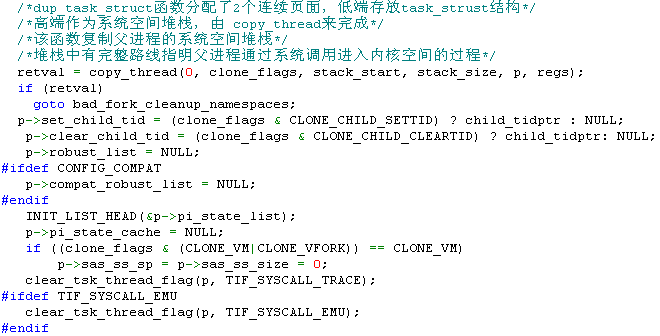 /*dup_task_struct函数分配了2个连续页面，低端存放task_strust结构*/
/*高端作为系统空间堆栈，由 copy_thread来完成*/
/*该函数复制父进程的系统空间堆栈*/
/*堆栈中有完整路线指明父进程通过系统调用进入内核空间的过程*/
retval = copy_thread(0, clone_flags, stack_start, stack_size, p, regs);
if (retval)
goto bad_fork_cleanup_namespaces;
p->set_child_tid = (clone_flags & CLONE_CHILD_SETTID) ? child_tidptr : NULL;
p->clear_child_tid = (clone_flags & CLONE_CHILD_CLEARTID) ? child_tidptr: NULL;
p->robust_list = NULL;
#ifdef CONFIG_COMPAT
p->compat_robust_list = NULL;
#endif
INIT_LIST_HEAD(&p->pi_state_list);
p->pi_state_cache = NULL;
if ((clone_flags & (CLONE_VM|CLONE_VFORK)) == CLONE_VM)
p->sas_ss_sp = p->sas_ss_size = 0;
clear_tsk_thread_flag(p, TIF_SYSCALL_TRACE);
#ifdef TIF_SYSCALL_EMU
clear_tsk_thread_flag(p, TIF_SYSCALL_EMU);
#endif